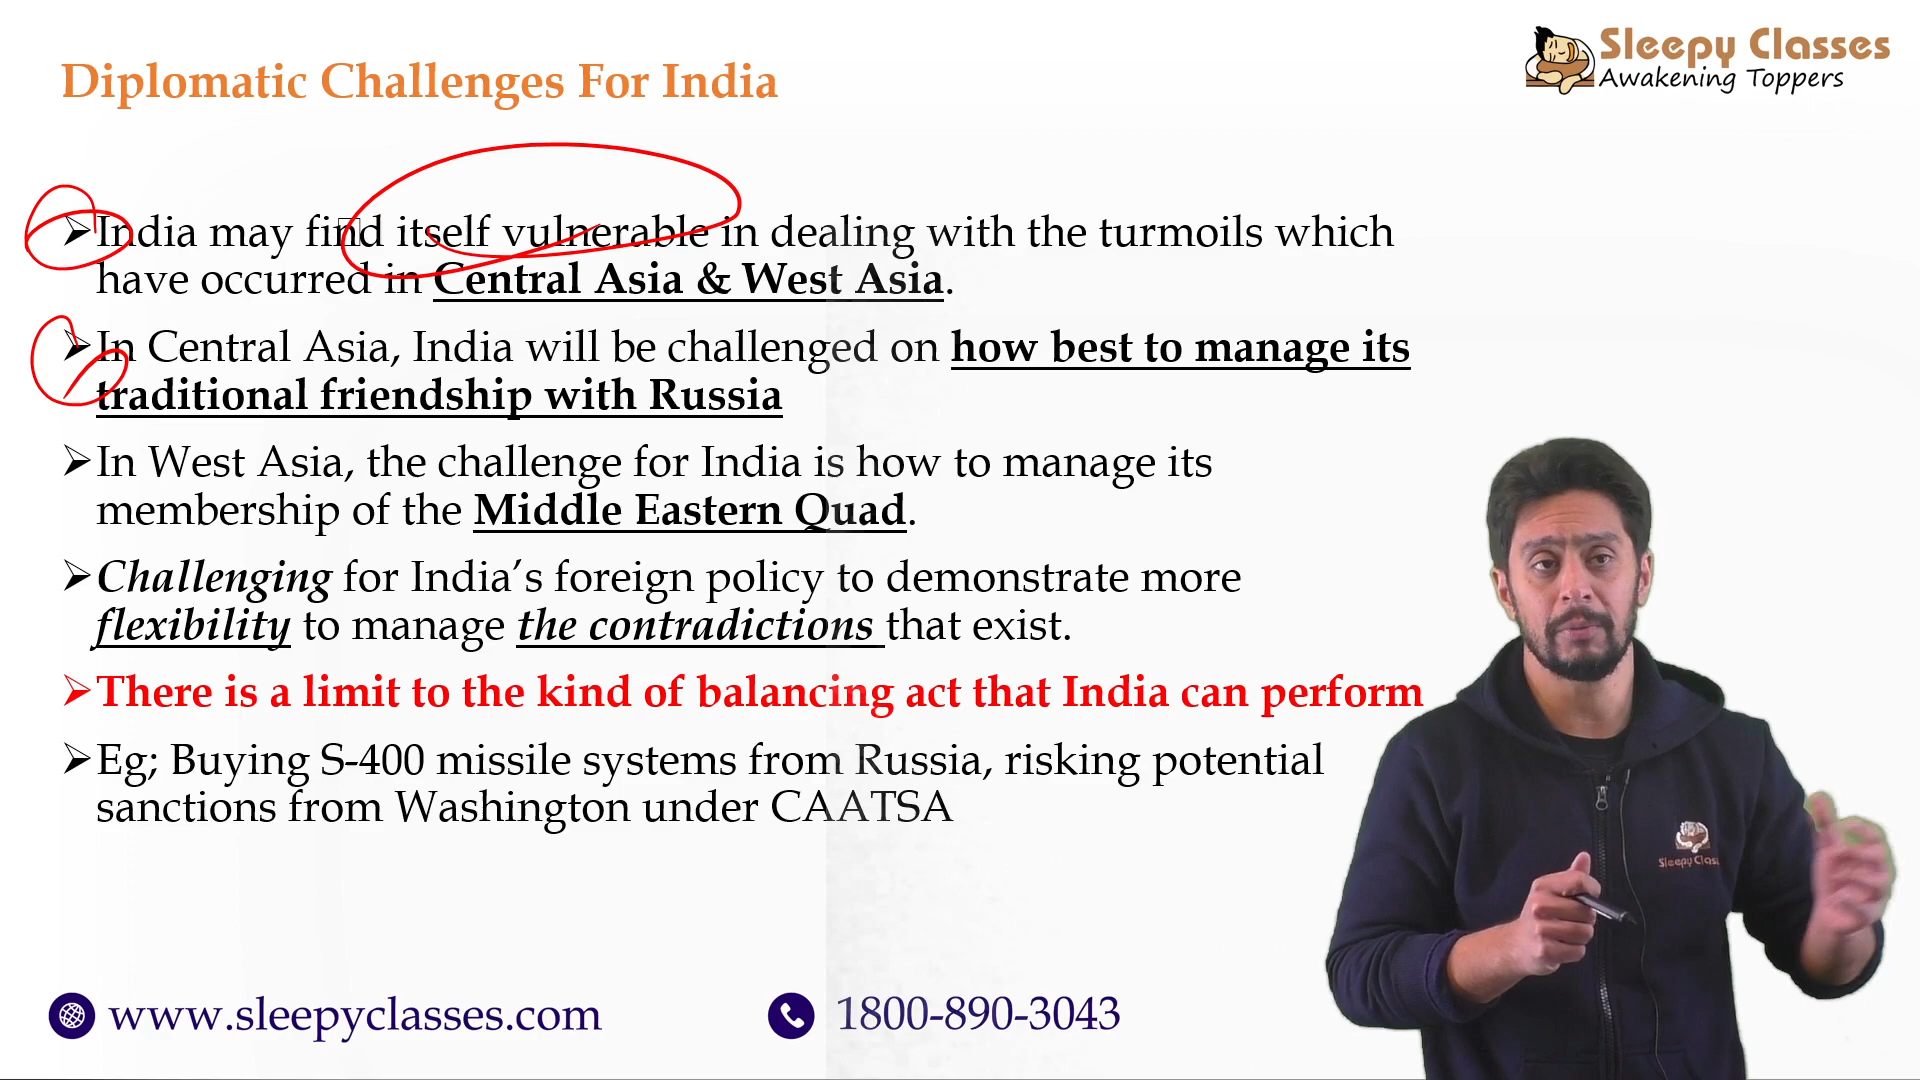 Sleepy Classes
Awakening Toppers
Diplomatic Challenges For India
➢India may find itself vulnerable in dealing with the turmoils which
have occurred in Central Asia & West Asia.
➢In Central Asia, India will be challenged on how best to manage its
traditional friendship with Russia
➢In West Asia, the challenge for India is how to manage its
membership of the Middle Eastern Quad.
➢Challenging for India’s foreign policy to demonstrate more
flexibility to manage the contradictions that exist.
➢There is a limit to the kind of balancing act that India can perform
➢Eg; Buying S-400 missile systems from Russia, risking potential
sanctions from Washington under CAATSA
Sleepy Class
www.sleepyclasses.com
1800-890-3043